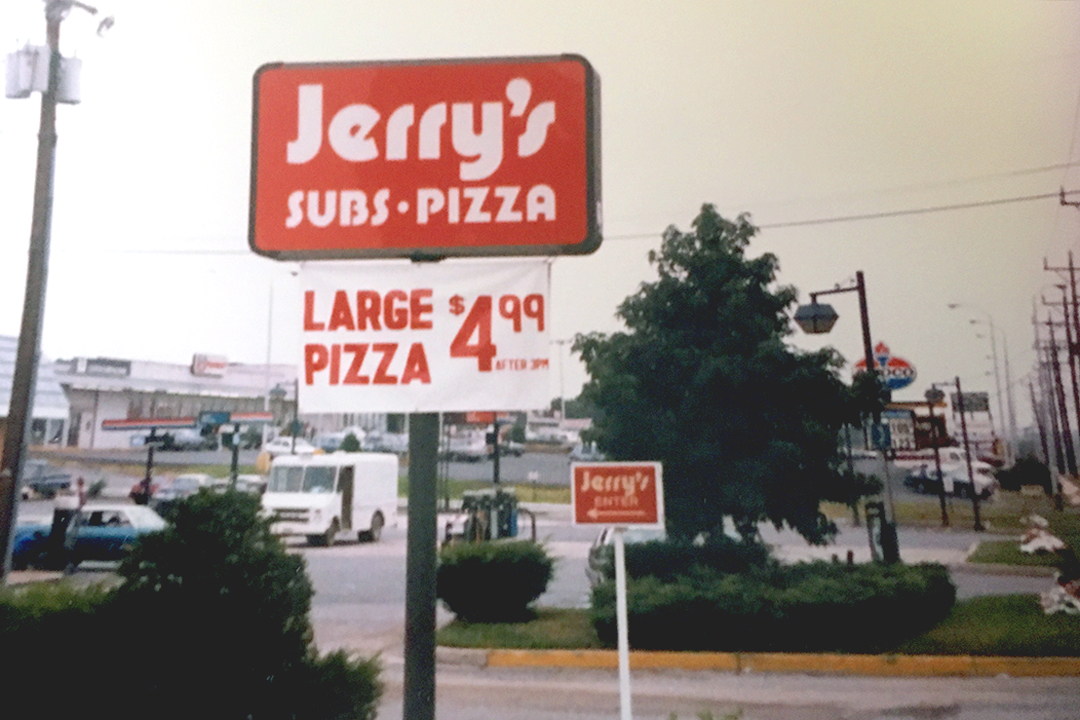 Jerry's
SUBS • PIZZA
LARGE
PIZZA
$4.99
AFTER 3PM
Jerry's
ENTER